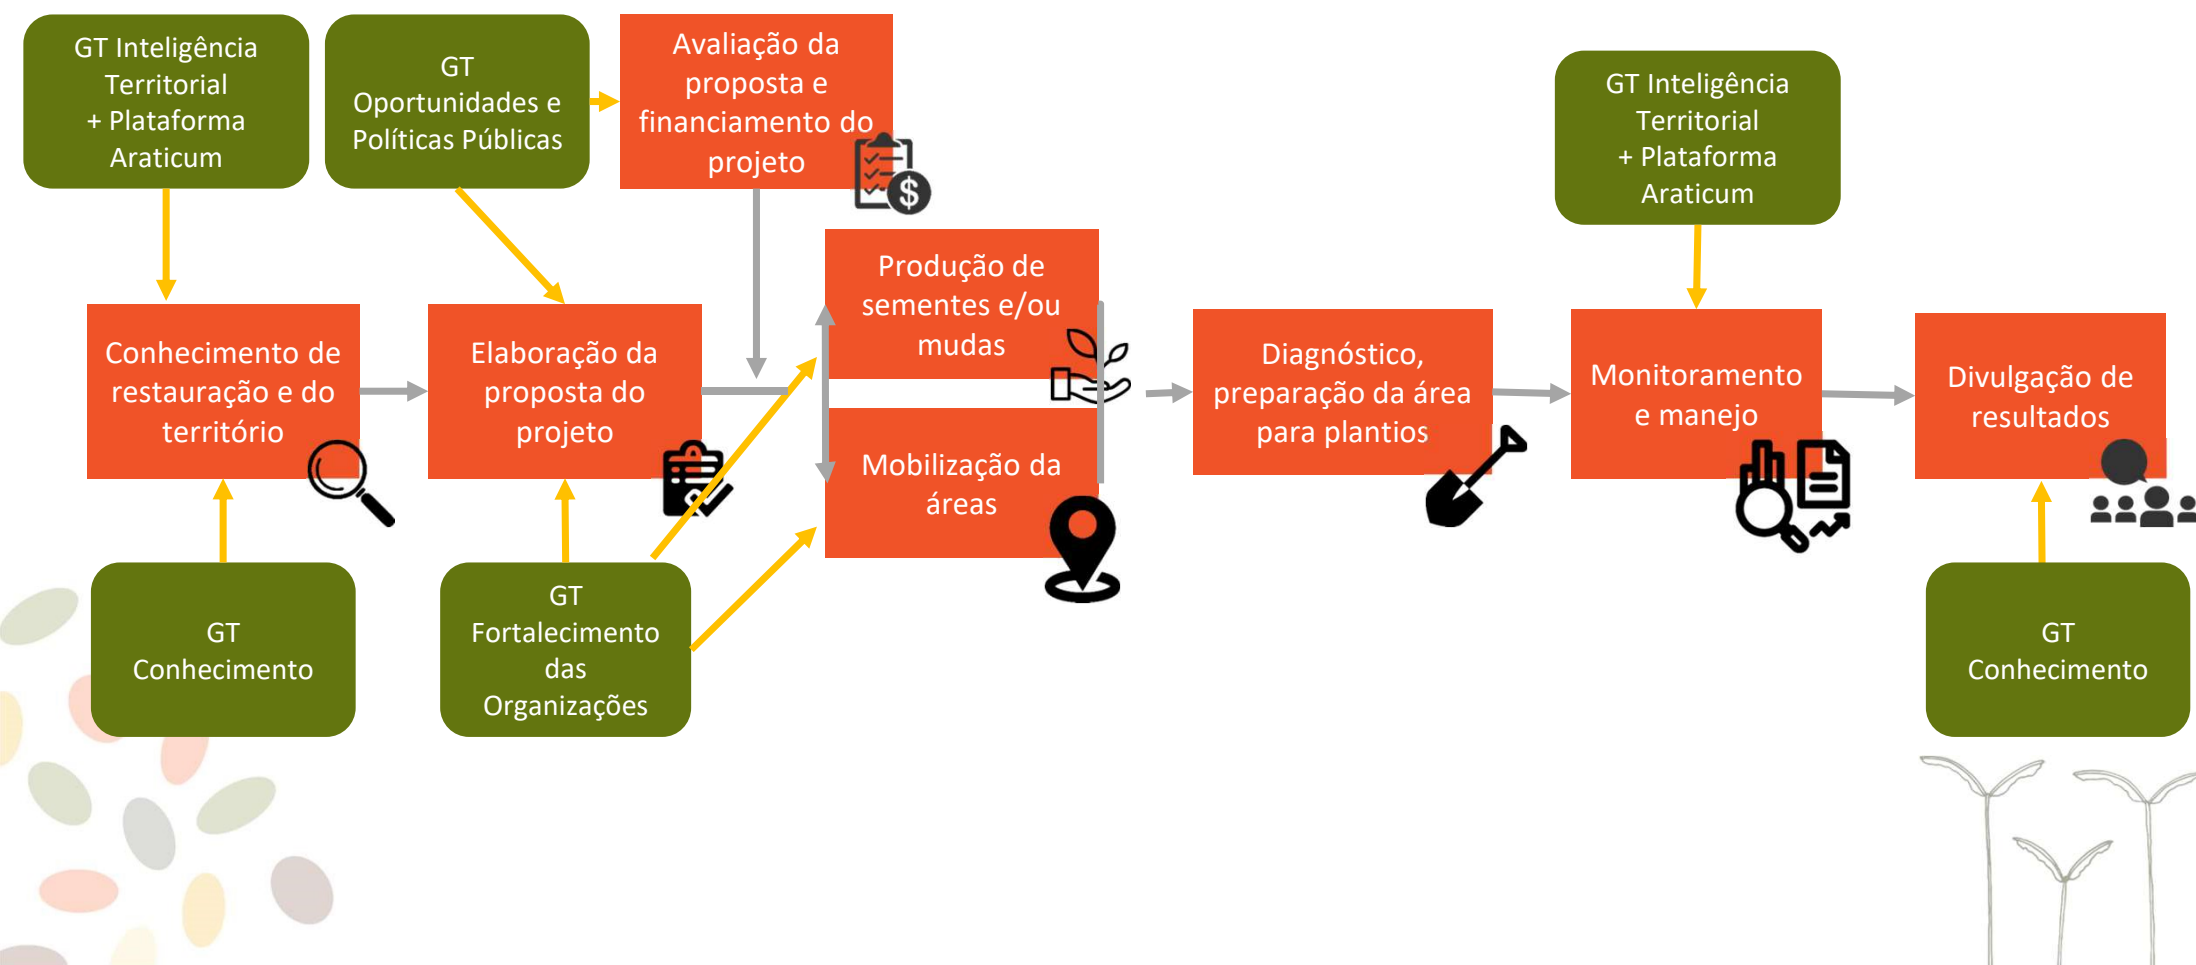 GT Inteligência
Territorial
+ Plataforma
Araticum
GT
Oportunidades e
Políticas Públicas
Avaliação da
proposta e
financiamento do
projeto
$
GT Inteligência
Territorial
+ Plataforma
Araticum
Conhecimento de
restauração e do
território
Elaboração da
proposta do
projeto
Produção de
sementes e/ou
mudas
Mobilização da
áreas
Diagnóstico,
preparação da área
para plantios
Monitoramento
e manejo
Divulgação de
resultados
GT
Conhecimento
GT
Fortalecimento
das
Organizações
GT
Conhecimento